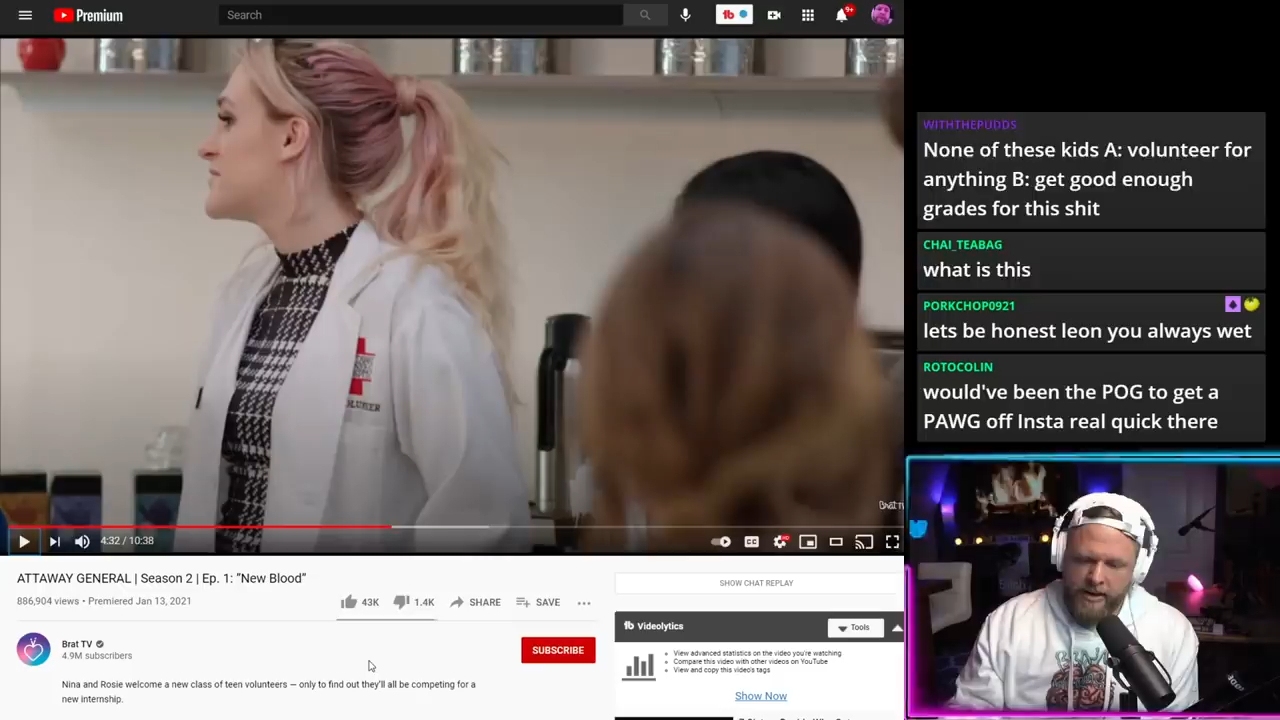 Premium
Search
9+
WITHTHEPUDDS
None of these kids A: volunteer for
anything B: get good enough
grades for this shit
CHAI_TEABAG
what is this
PORKCHOP0921
lets be honest leon you always wet
ROTOCOLIN
would've been the POG to get a
PAWG off Insta real quick there
4:32 / 10:38
CC
HD
ATTAWAY GENERAL | Season 2 | Ep. 1: “New Blood”
886,904 views • Premiered Jan 13, 2021
43K
1.4K
SHARE
SAVE
Brat TV
4.9M subscribers
SUBSCRIBE
Nina and Rosie welcome a new class of teen volunteers — only to find out they'll all be competing for a
new internship.
SHOW CHAT REPLAY
tb Videolytics
Tools
View advanced statistics on the video you're watching
Compare this video with other videos on YouTube
View and copy this video's tags
Show Now